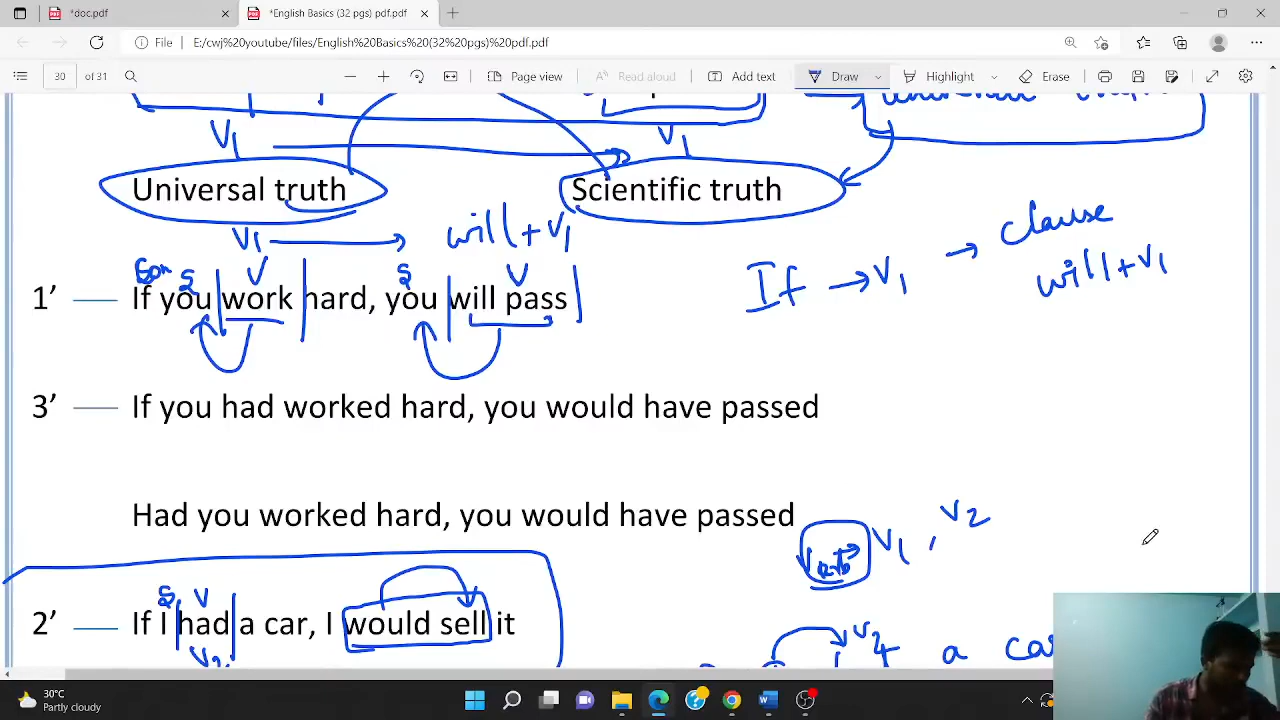 *doc.pdf
*English Basics (32 pgs) pdf.pdf
File
E:/cwj%20youtube/files/English%20Basics%20(32%20pgs)%20pdf.pdf
30 of 31
Page view
Read aloud
Add text
Draw
Highlight
Erase
V1
V1
Universal truth
Scientific truth
V1 will + V1
clause
S V S V
If → V1 → will + V1
1’ If you work hard, you will pass
3’ If you had worked hard, you would have passed
Had you worked hard, you would have passed
V2
verb V1 ,
S V
2’ If I had a car, I would sell it
V2
V2
a car
30°C
Partly cloudy